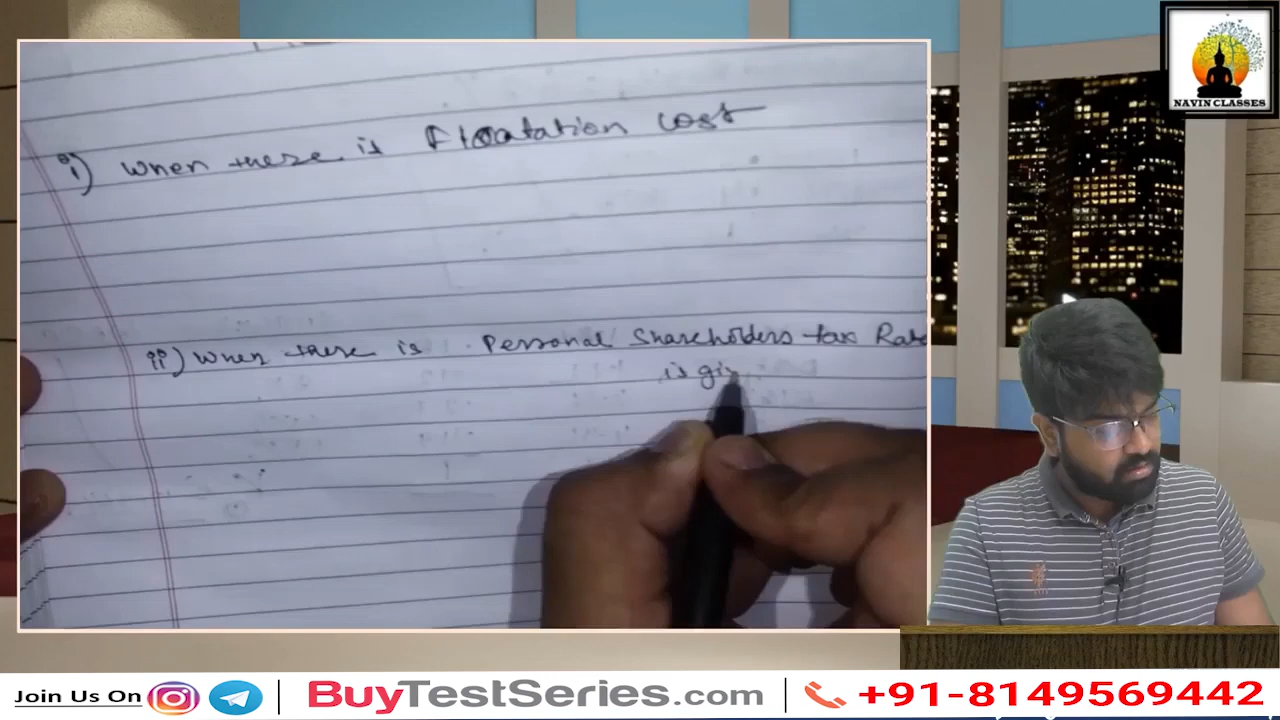 NAVIN CLASSES
i) When there is Floatation cost
ii) When there is Personal Shareholders tax Rate
is giv
Join Us On
BuyTestSeries.com
+91-8149569442